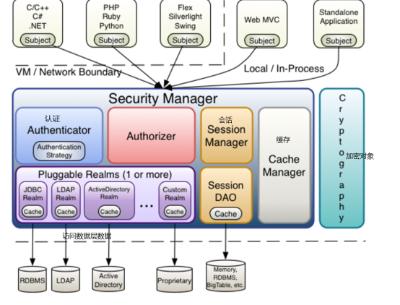 C/C++
C#
.NET
Subject
PHP
Ruby
Python
Subject
Flex
Silverlight
Swing
Subject
Web MVC
Subject
Standalone
Application
Subject
VM / Network Boundary
Local / In-Process
Security Manager
认证
Authenticator
Authentication
Strategy
Authorizer
会话
Session
Manager
缓存
Cache
Manager
Cryptography
加密对象
Pluggable Realms (1 or more)
JDBC
Realm
Cache
LDAP
Realm
Cache
ActiveDirectory
Realm
Cache
...
Custom
Realm
Cache
Session
DAO
Cache
访问数据层数据
RDBMS
LDAP
Active
Directory
Proprietary
Memory,
RDBMS,
BigTable, etc.